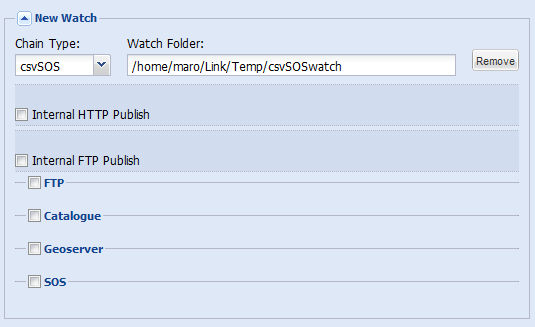 New Watch
Chain Type: Watch Folder:
csvSOS /home/maro/Link/Temp/csvSOSwatch Remove
Internal HTTP Publish
Internal FTP Publish
FTP
Catalogue
Geoserver
SOS